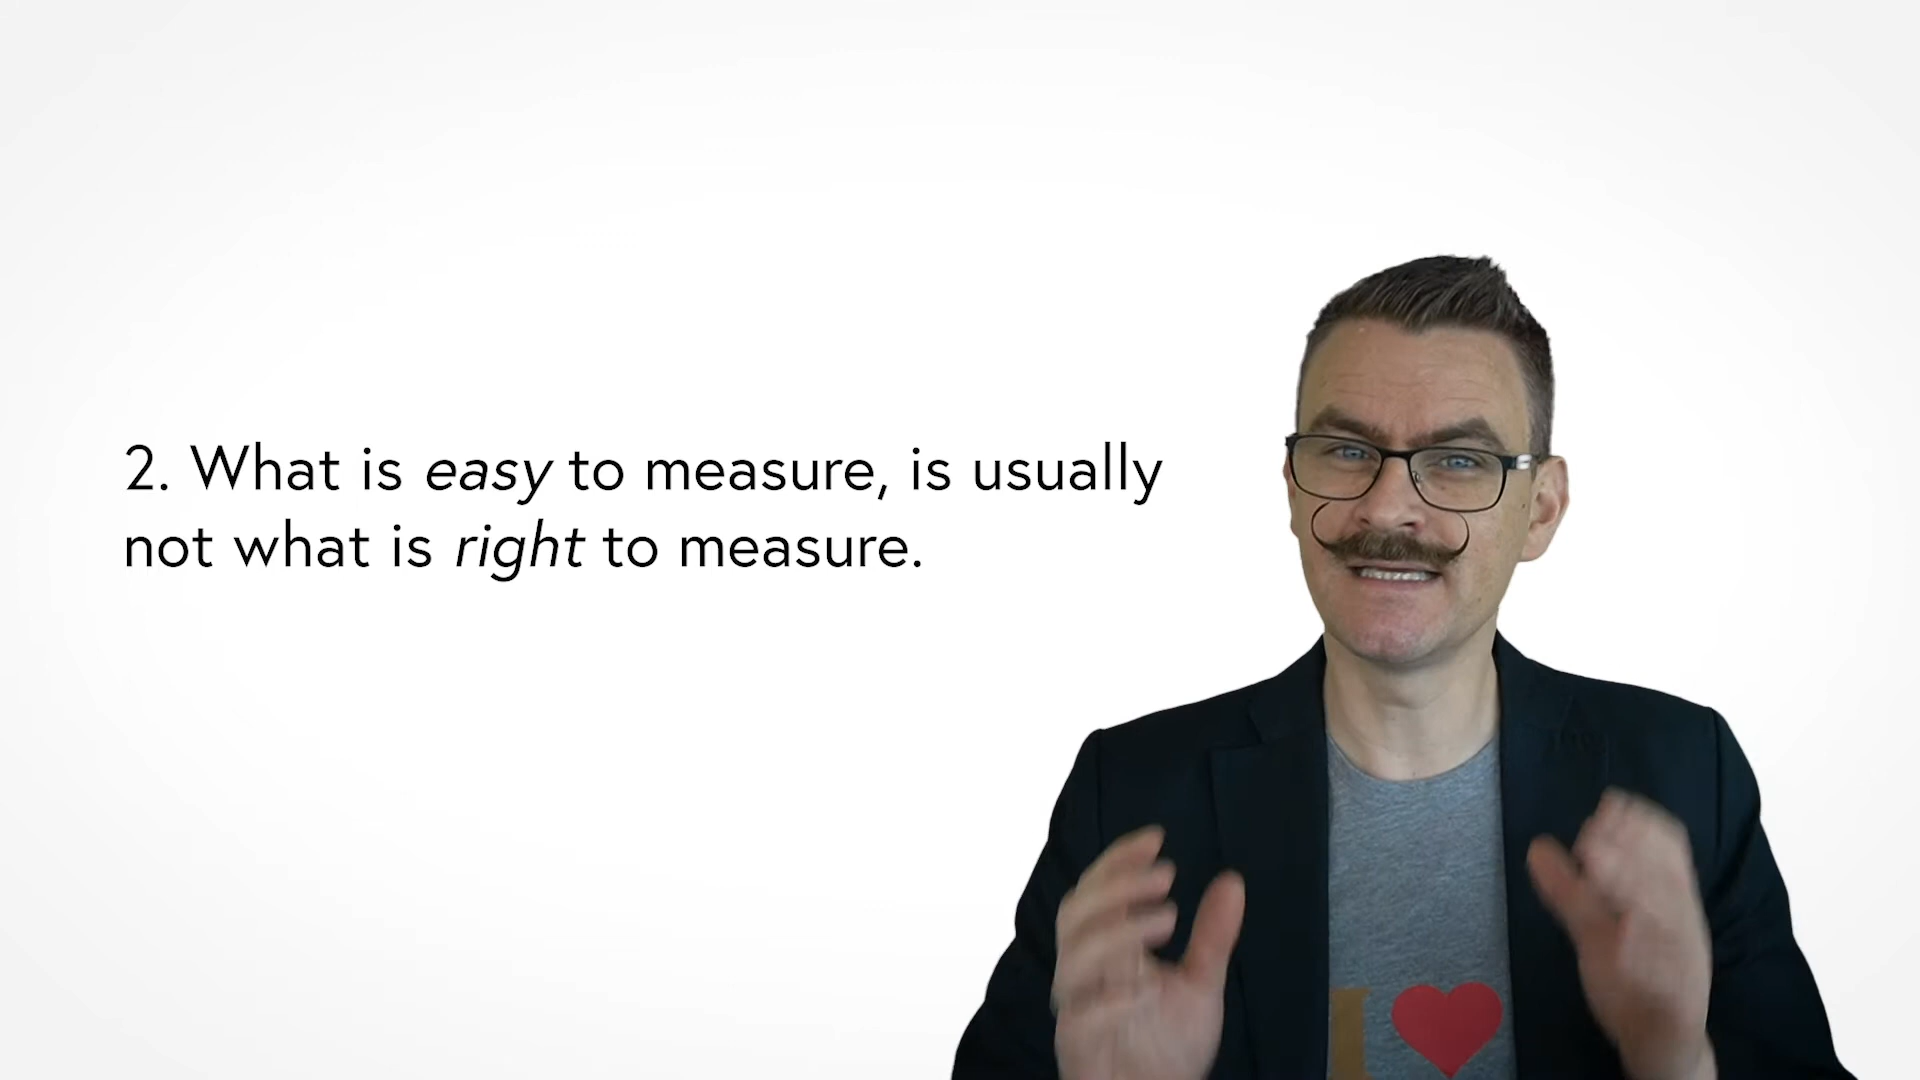 2. What is easy to measure, is usually
not what is right to measure.
I